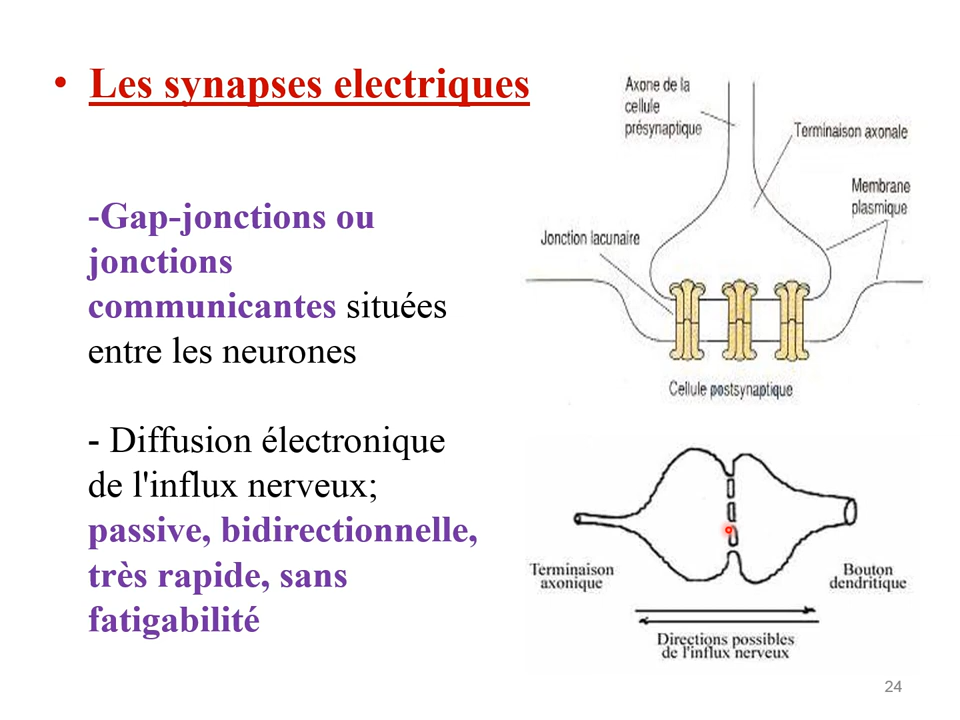 • Les synapses electriques
-Gap-jonctions ou
jonctions
communicantes situées
entre les neurones
- Diffusion électronique
de l'influx nerveux;
passive, bidirectionnelle,
très rapide, sans
fatigabilité
Axone de la
cellule
présynaptique
Terminaison axonale
Membrane
plasmique
Jonction lacunaire
Cellule postsynaptique
Terminaison
axonique
Bouton
dendritique
Directions possibles
de l'influx nerveux
24